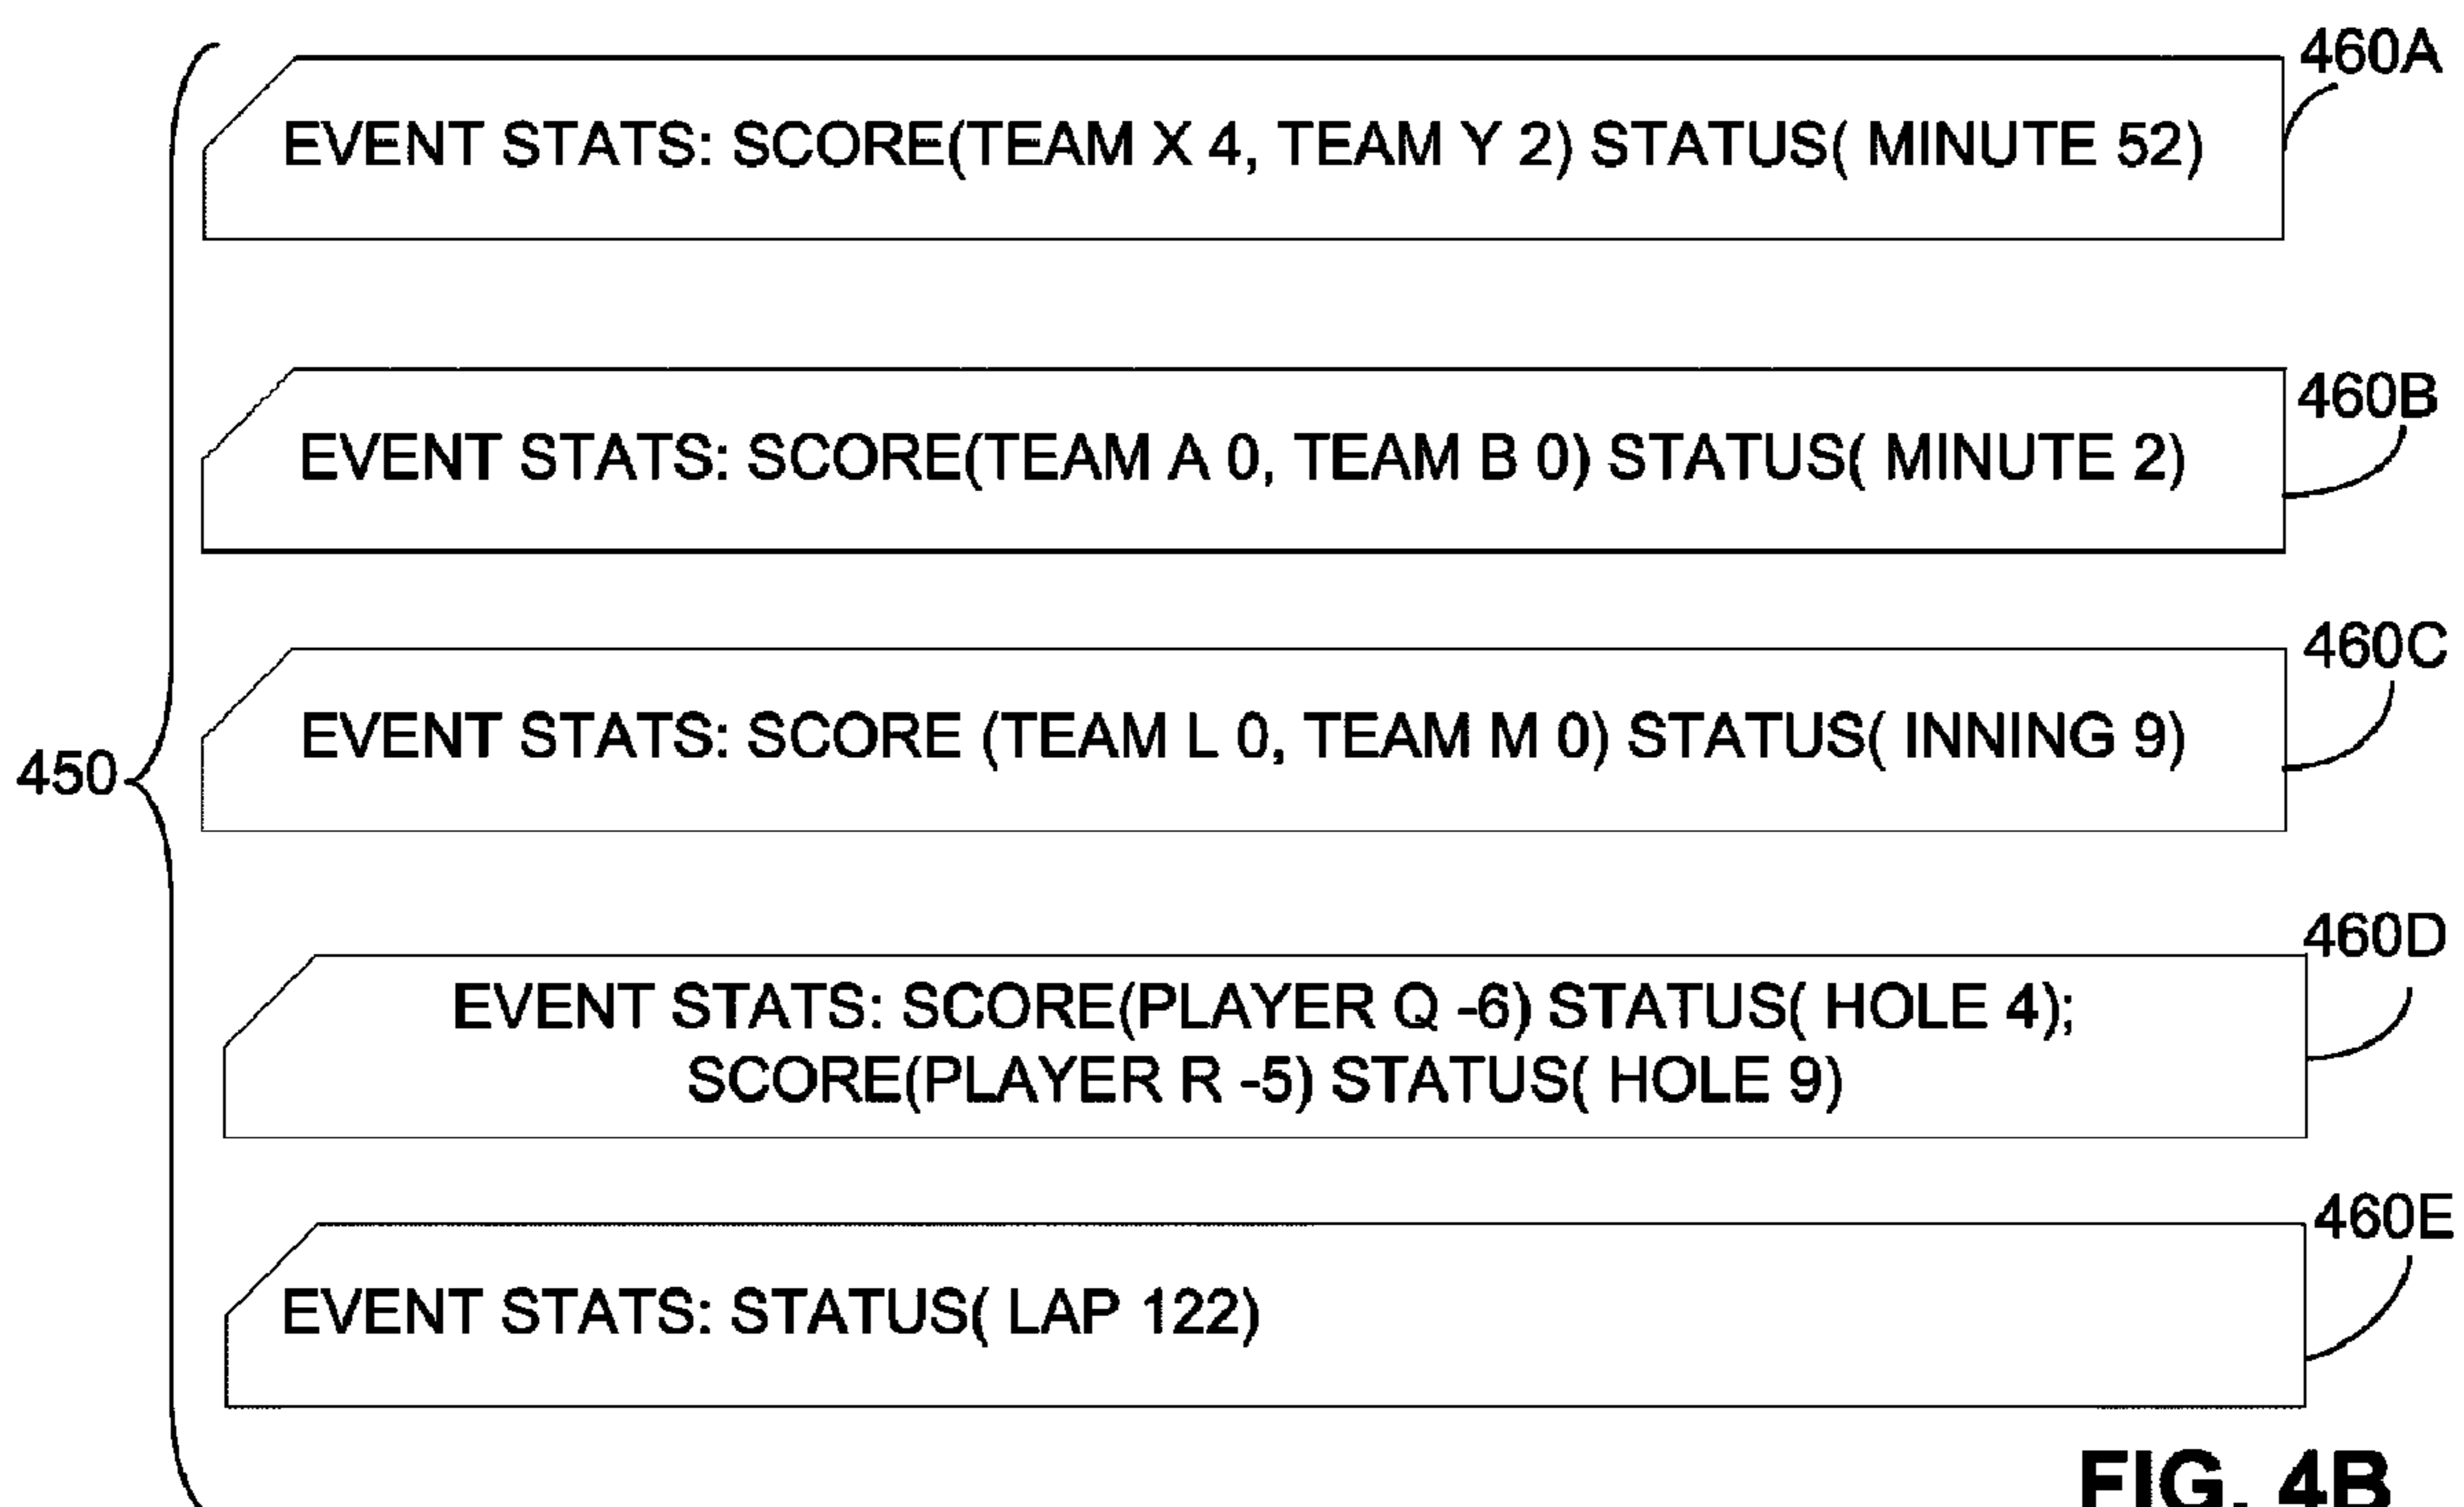 460A
EVENT STATS: SCORE(TEAM X 4, TEAM Y 2) STATUS( MINUTE 52)
460B
EVENT STATS: SCORE(TEAM A 0, TEAM B 0) STATUS( MINUTE 2)
460C
EVENT STATS: SCORE (TEAM L 0, TEAM M 0) STATUS( INNING 9)
450
460D
EVENT STATS: SCORE(PLAYER Q -6) STATUS( HOLE 4);
SCORE(PLAYER R -5) STATUS( HOLE 9)
460E
EVENT STATS: STATUS( LAP 122)
FIG. 4B